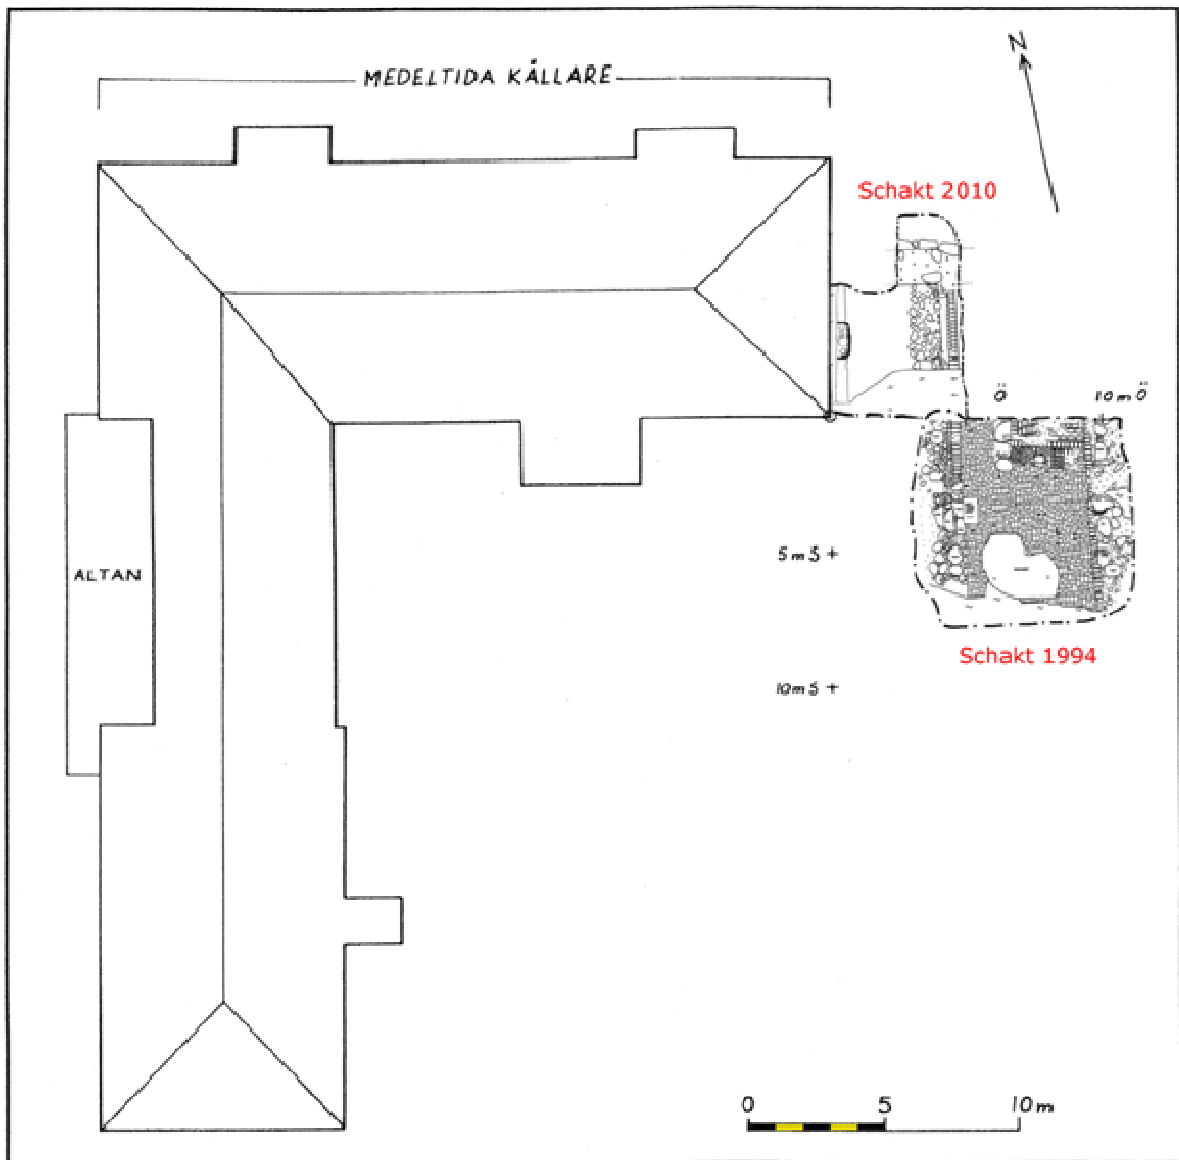 MEDELTIDA KÄLLARE
N
Schakt 2010
Ö
10 m Ö
5 m S +
ALTAN
Schakt 1994
10 m S +
0 5 10 m